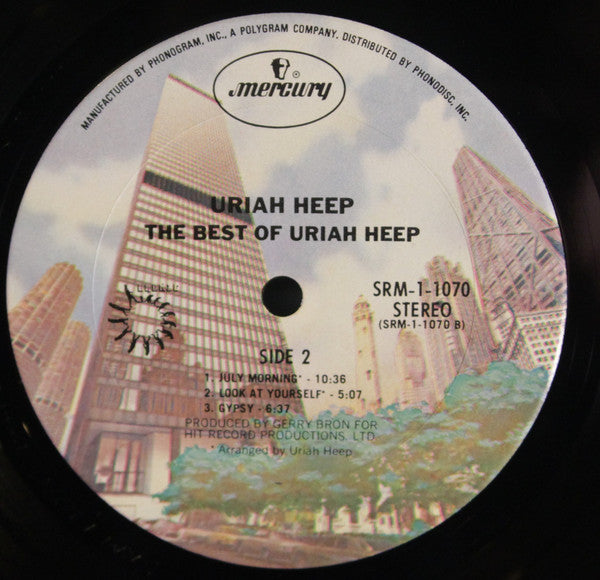 MANUFACTURED BY PHONOGRAM, INC., A POLYGRAM COMPANY, DISTRIBUTED BY PHONODISC, INC.
mercury
®
URIAH HEEP
THE BEST OF URIAH HEEP
SRM-1-1070
STEREO
(SRM-1-1070 B)
SIDE 2
1. JULY MORNING* - 10:36
2. LOOK AT YOURSELF* - 5:07
3. GYPSY - 6:37
PRODUCED BY GERRY BRON FOR
HIT RECORD PRODUCTIONS, LTD.
* Arranged by Uriah Heep